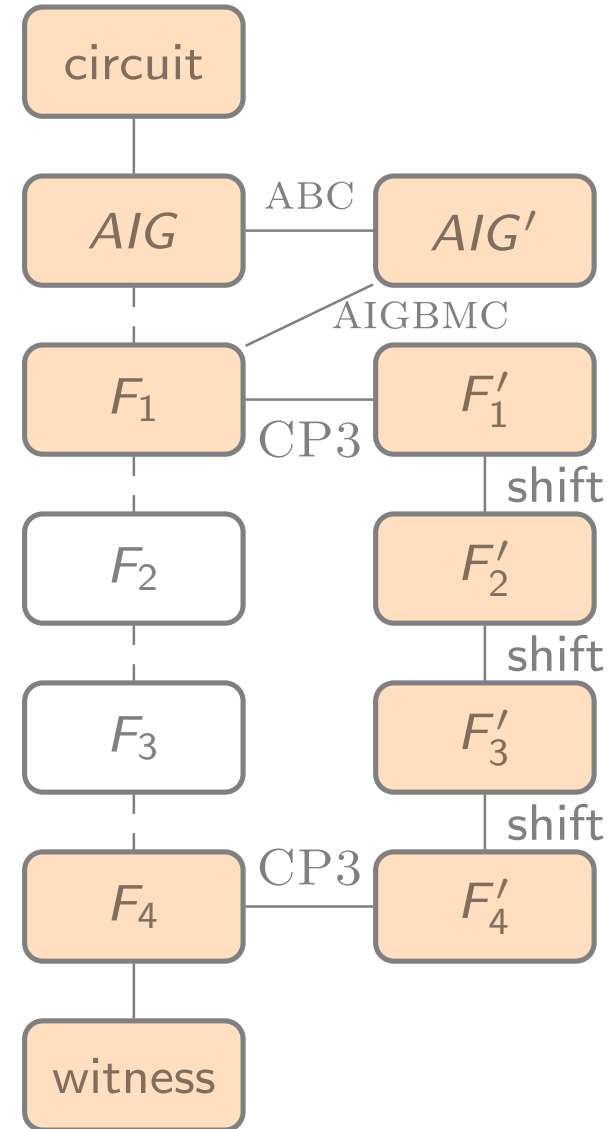 circuit
AIG
ABC
AIG′
AIGBMC
F₁
CP3
F′₁
shift
F₂
F′₂
shift
F₃
F′₃
shift
F₄
CP3
F′₄
witness